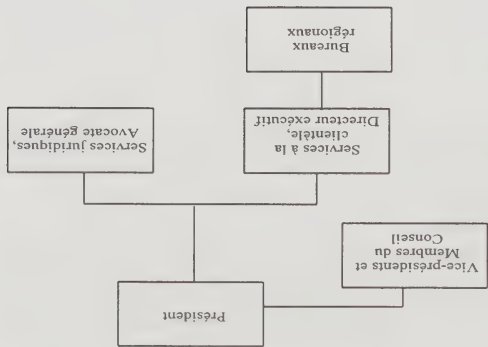 Président
Vice-présidents et
Membres du
Conseil
Services à la
clientèle,
Directeur exécutif
Services juridiques,
Avocate générale
Bureaux
régionaux